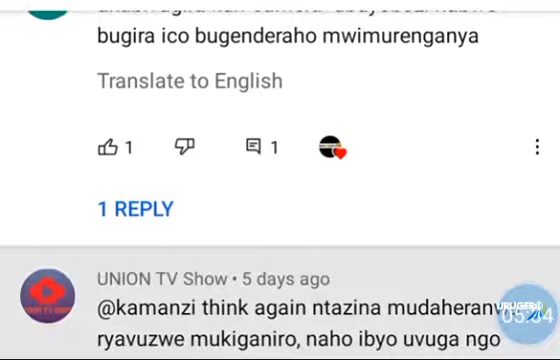 bugira ico bugenderaho mwimurenganya
Translate to English
1
1
1 REPLY
UNION TV Show • 5 days ago
@kamanzi think again ntazina
ryavuzwe mukiganiro, naho ibyo uvuga ngo